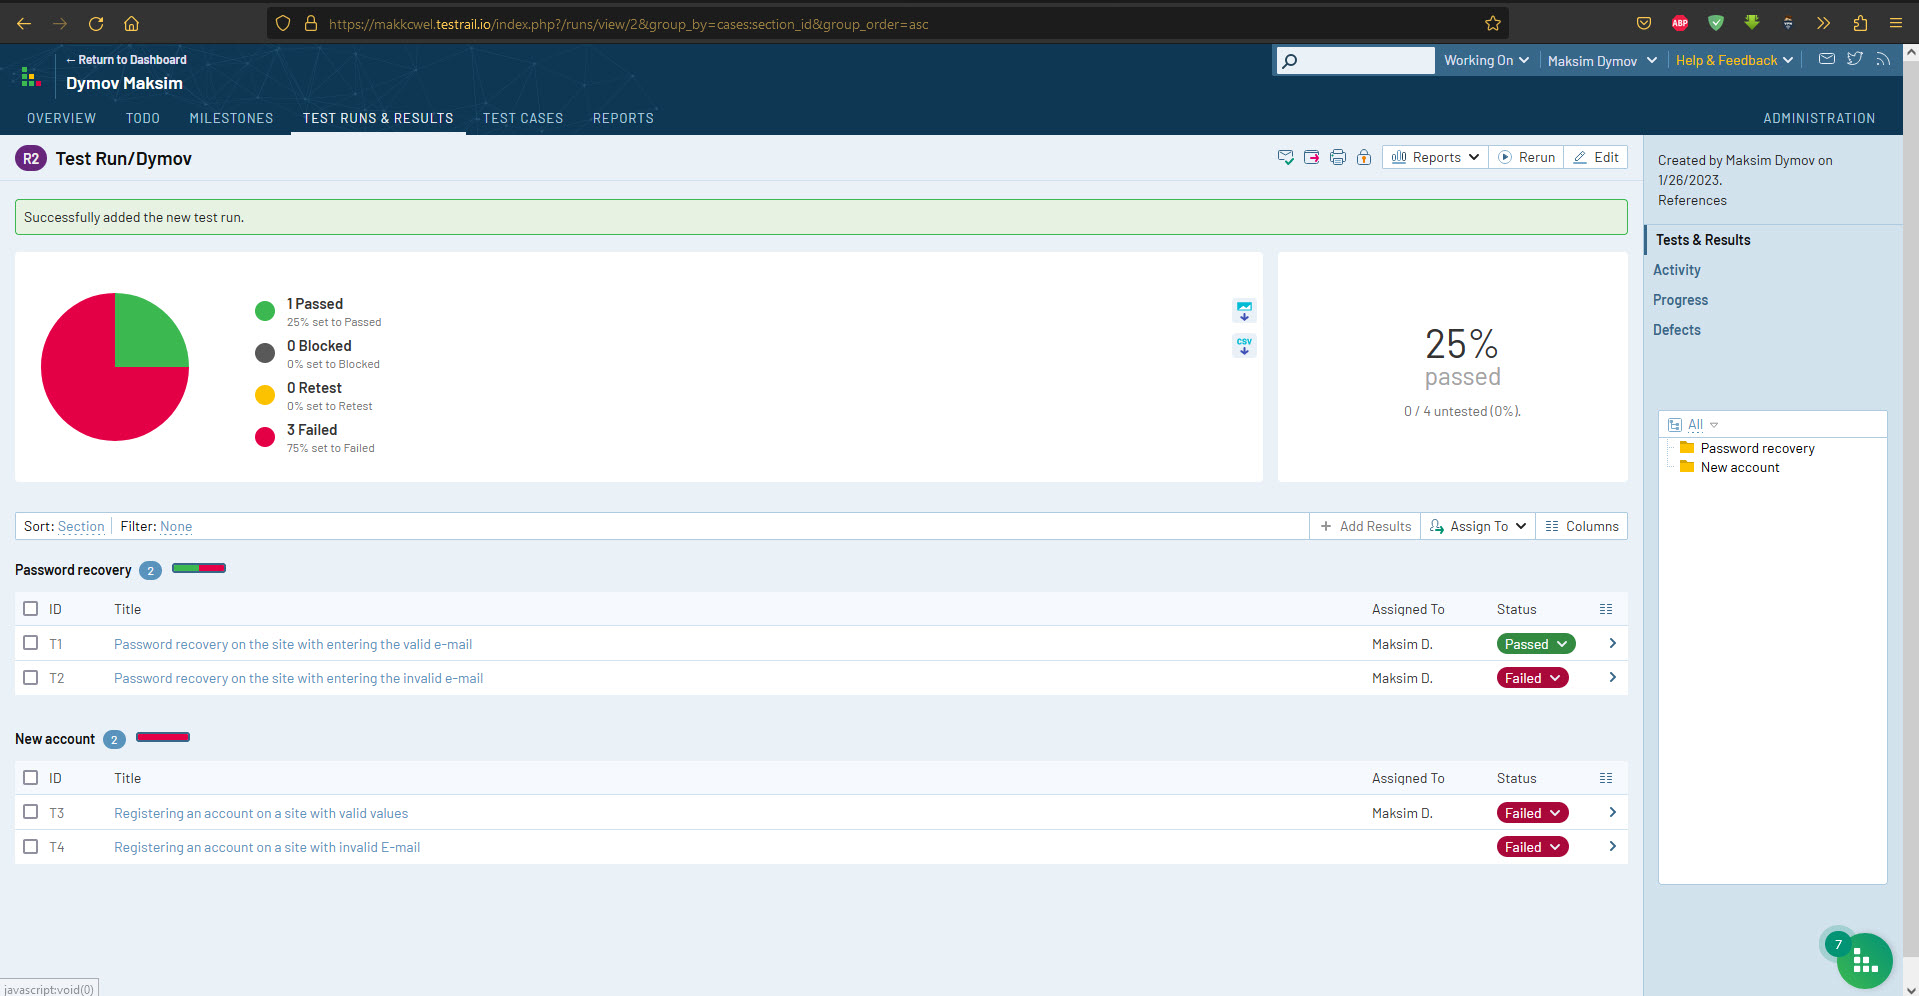 https://makkcwel.testrail.io/index.php?/runs/view/2&group_by=cases:section_id&group_order=asc
ABP
← Return to Dashboard
Dymov Maksim
Working On
Maksim Dymov
Help & Feedback
OVERVIEW
TODO
MILESTONES
TEST RUNS & RESULTS
TEST CASES
REPORTS
ADMINISTRATION
R2
Test Run/Dymov
Reports
Rerun
Edit
Created by Maksim Dymov on
1/26/2023.
References
Successfully added the new test run.
Tests & Results
Activity
Progress
Defects
1 Passed
25% set to Passed
0 Blocked
0% set to Blocked
0 Retest
0% set to Retest
3 Failed
75% set to Failed
CSV
25%
passed
0 / 4 untested (0%).
All
Password recovery
New account
Sort: Section
Filter: None
Add Results
Assign To
Columns
Password recovery 2
ID Title Assigned To Status
T1 Password recovery on the site with entering the valid e-mail Maksim D. Passed
T2 Password recovery on the site with entering the invalid e-mail Maksim D. Failed
New account 2
ID Title Assigned To Status
T3 Registering an account on a site with valid values Maksim D. Failed
T4 Registering an account on a site with invalid E-mail Failed
7
javascript:void(0)